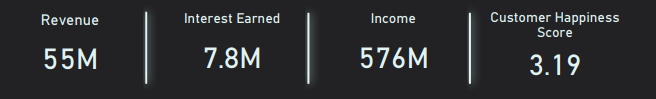 Revenue
55M
Interest Earned
7.8M
Income
576M
Customer Happiness
Score
3.19